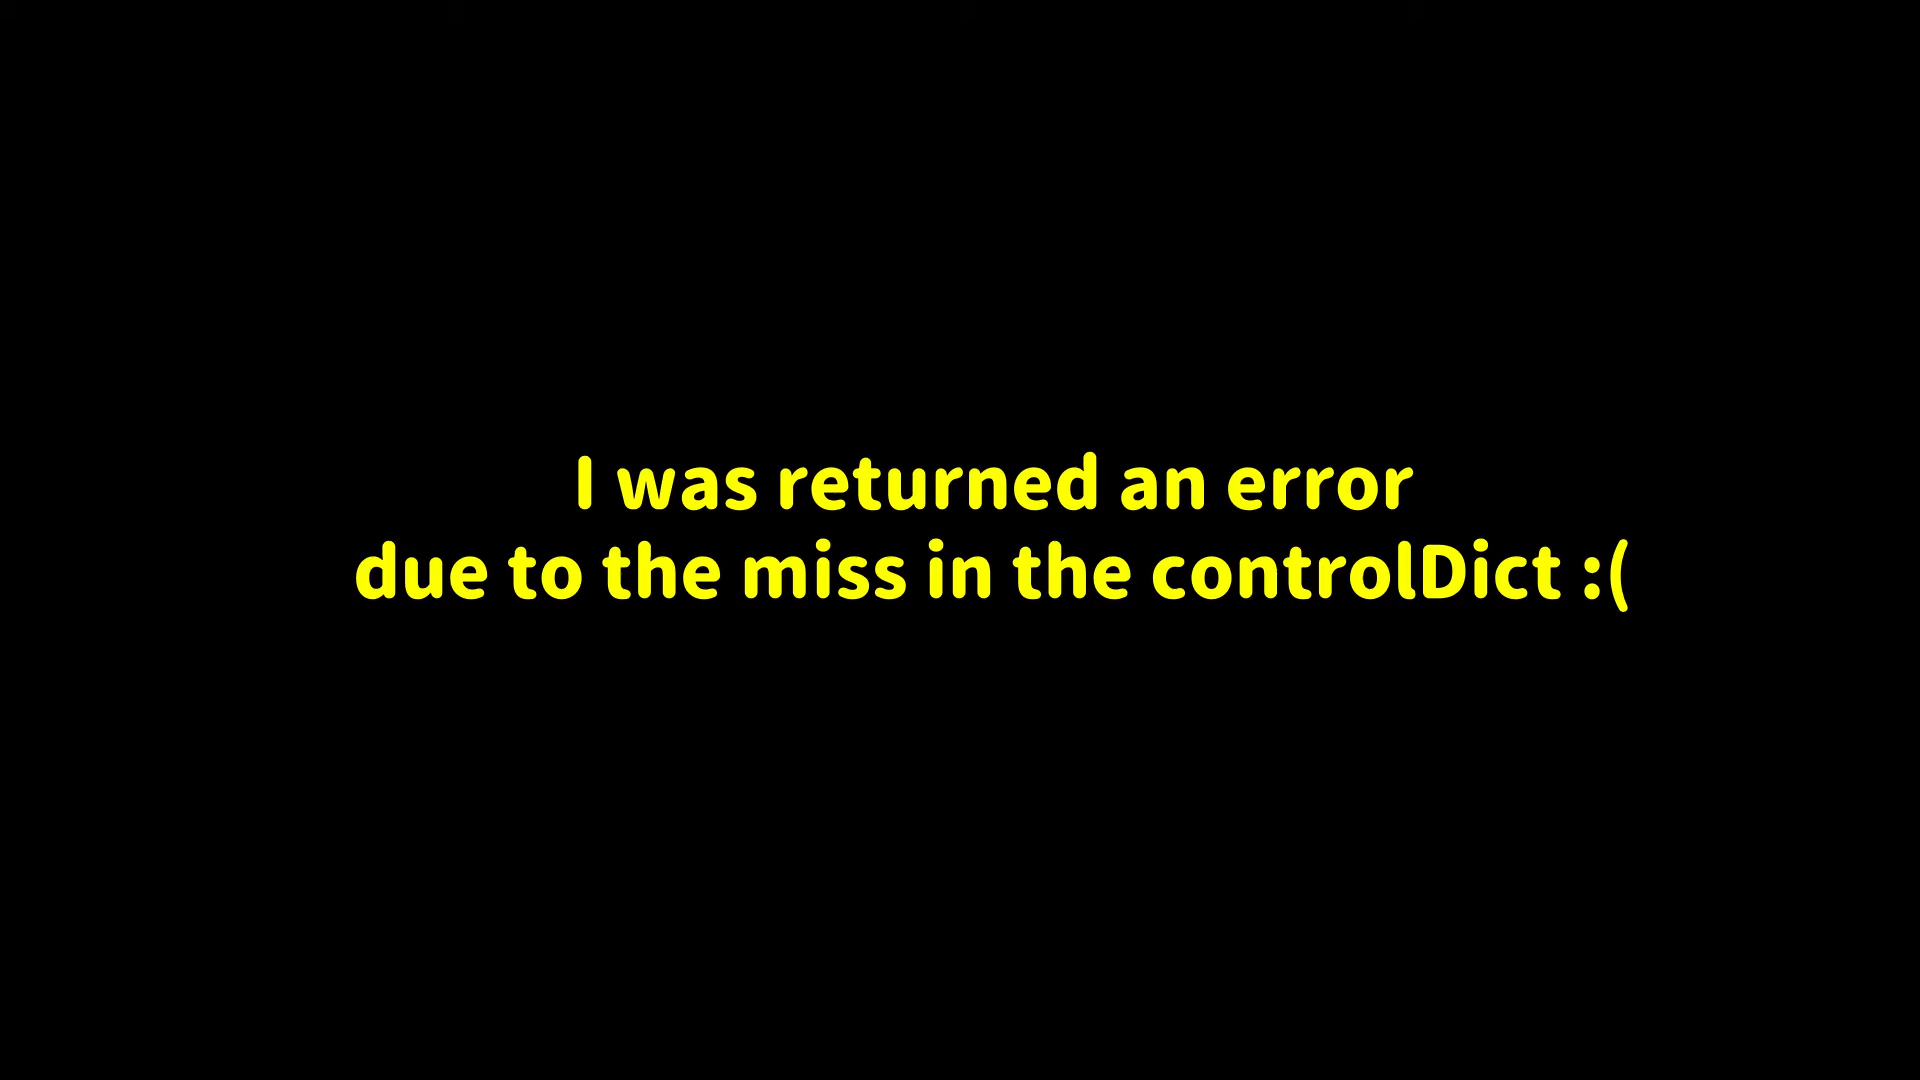 I was returned an error
due to the miss in the controlDict :(